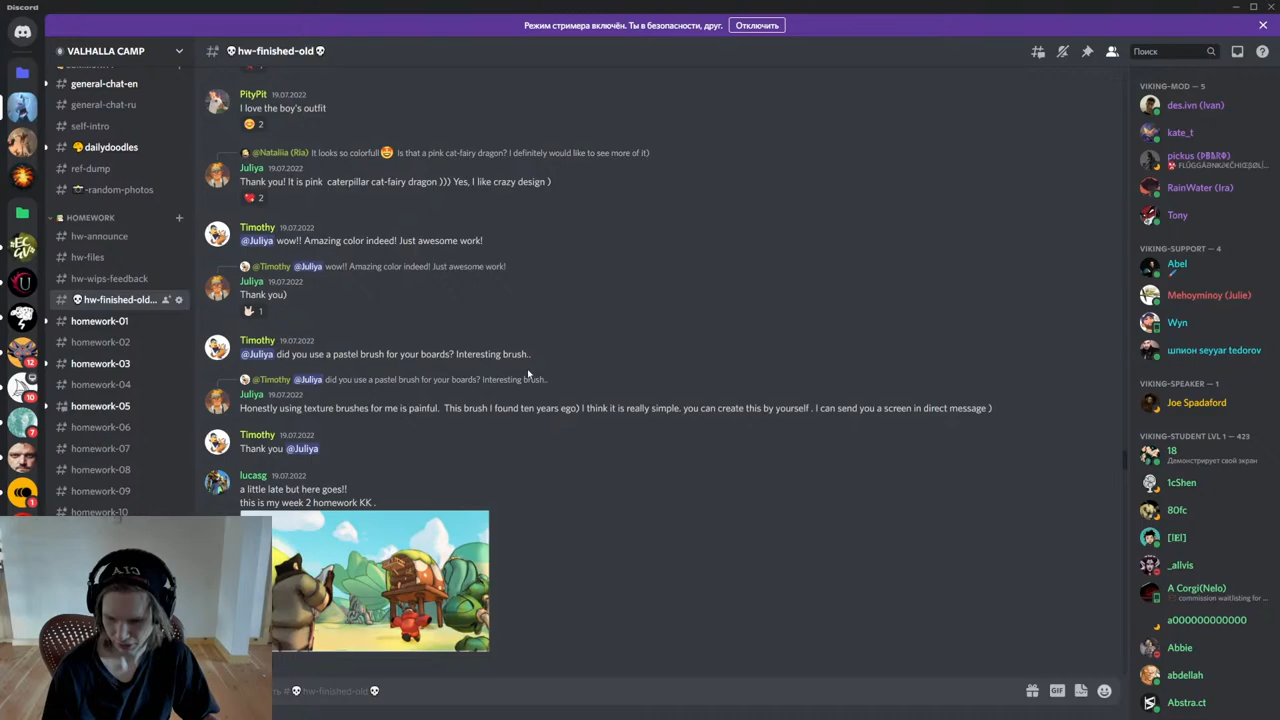 Discord
Режим стримера включён. Ты в безопасности, друг.
Отключить
VALHALLA CAMP
general-chat-en
general-chat-ru
self-intro
dailydoodles
ref-dump
-random-photos
HOMEWORK
hw-announce
hw-files
hw-wips-feedback
hw-finished-old...
homework-01
homework-02
homework-03
homework-04
homework-05
homework-06
homework-07
homework-08
homework-09
homework-10
12
10
7
1
# 💀hw-finished-old💀
Поиск
PityPit 19.07.2022
I love the boy's outfit
😊 2
@Nataliia (Ria) It looks so colorfull 🤩 Is that a pink cat-fairy dragon? I definitely would like to see more of it)
Juliya 19.07.2022
Thank you! It is pink caterpillar cat-fairy dragon ))) Yes, I like crazy design )
2
Timothy 19.07.2022
@Juliya wow!! Amazing color indeed! Just awesome work!
@Timothy @Juliya wow!! Amazing color indeed! Just awesome work!
Juliya 19.07.2022
Thank you)
1
Timothy 19.07.2022
@Juliya did you use a pastel brush for your boards? Interesting brush..
@Timothy @Juliya did you use a pastel brush for your boards? Interesting brush..
Juliya 19.07.2022
Honestly using texture brushes for me is painful. This brush I found ten years ego) I think it is really simple. you can create this by yourself . I can send you a screen in direct message )
Timothy 19.07.2022
Thank you @Juliya
lucasg 19.07.2022
a little late but here goes!!
this is my week 2 homework KK .
ть #💀hw-finished-old💀
GIF
VIKING-MOD — 5
des.ivn (Ivan)
kate_t
RainWater (Ira)
Tony
VIKING-SUPPORT — 4
Abel
Mehoyminoy (Julie)
Wyn
шпион seyyar tedorov
VIKING-SPEAKER — 1
Joe Spadaford
VIKING-STUDENT LVL 1 — 423
18
Демонстрирует свой экран
1cShen
80fc
_allvis
A Corgi(Nelo)
commission waitlisting for ...
a000000000000
Abbie
abdellah
Abstra.ct